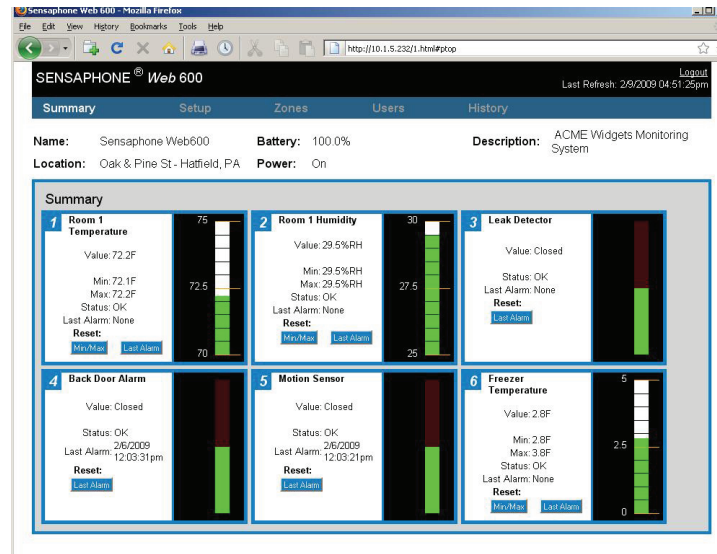 Sensaphone Web 600 - Mozilla Firefox
File Edit View History Bookmarks Tools Help
http://10.1.5.232/1.html#ptop
SENSAPHONE ® Web 600
Logout
Last Refresh: 2/9/2009 04:51:25pm
Summary Setup Zones Users History
Name: Sensaphone Web600 Battery: 100.0% Description: ACME Widgets Monitoring System
Location: Oak & Pine St - Hatfield, PA Power: On
Summary
1 Room 1 Temperature
Value: 72.2F
Min: 72.1F
Max: 72.2F
Status: OK
Last Alarm: None
Reset:
Min/Max Last Alarm
75
72.5
70
2 Room 1 Humidity
Value: 29.5%RH
Min: 29.5%RH
Max: 29.5%RH
Status: OK
Last Alarm: None
Reset:
Min/Max Last Alarm
30
27.5
25
3 Leak Detector
Value: Closed
Status: OK
Last Alarm: None
Reset:
Last Alarm
4 Back Door Alarm
Value: Closed
Status: OK
Last Alarm: 2/6/2009 12:03:31pm
Reset:
Last Alarm
5 Motion Sensor
Value: Closed
Status: OK
Last Alarm: 2/6/2009 12:03:21pm
Reset:
Last Alarm
6 Freezer Temperature
Value: 2.8F
Min: 2.8F
Max: 3.8F
Status: OK
Last Alarm: None
Reset:
Min/Max Last Alarm
5
2.5
0